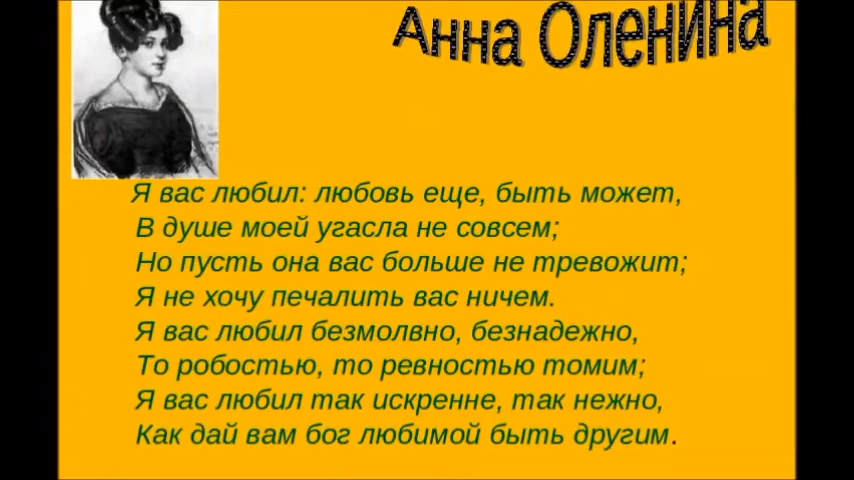 Анна Оленина
Я вас любил: любовь еще, быть может,
В душе моей угасла не совсем;
Но пусть она вас больше не тревожит;
Я не хочу печалить вас ничем.
Я вас любил безмолвно, безнадежно,
То робостью, то ревностью томим;
Я вас любил так искренне, так нежно,
Как дай вам бог любимой быть другим.